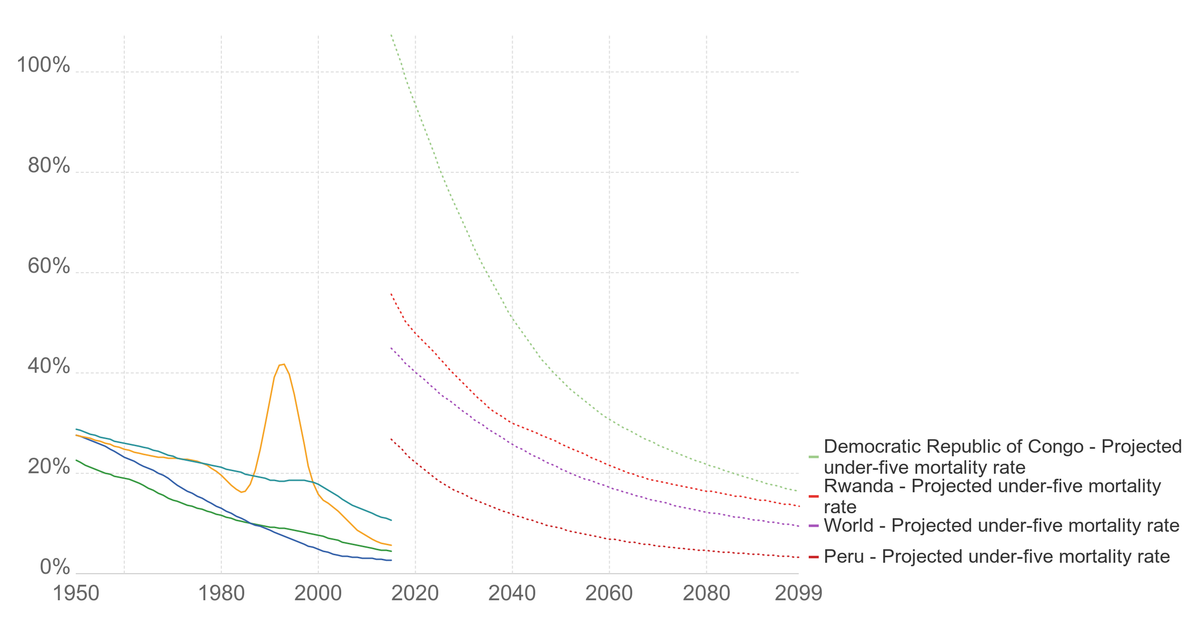 100%
80%
60%
40%
20%
0%
1950
1980
2000
2020
2040
2060
2080
2099
Democratic Republic of Congo - Projected
under-five mortality rate
Rwanda - Projected under-five mortality
rate
World - Projected under-five mortality rate
Peru - Projected under-five mortality rate